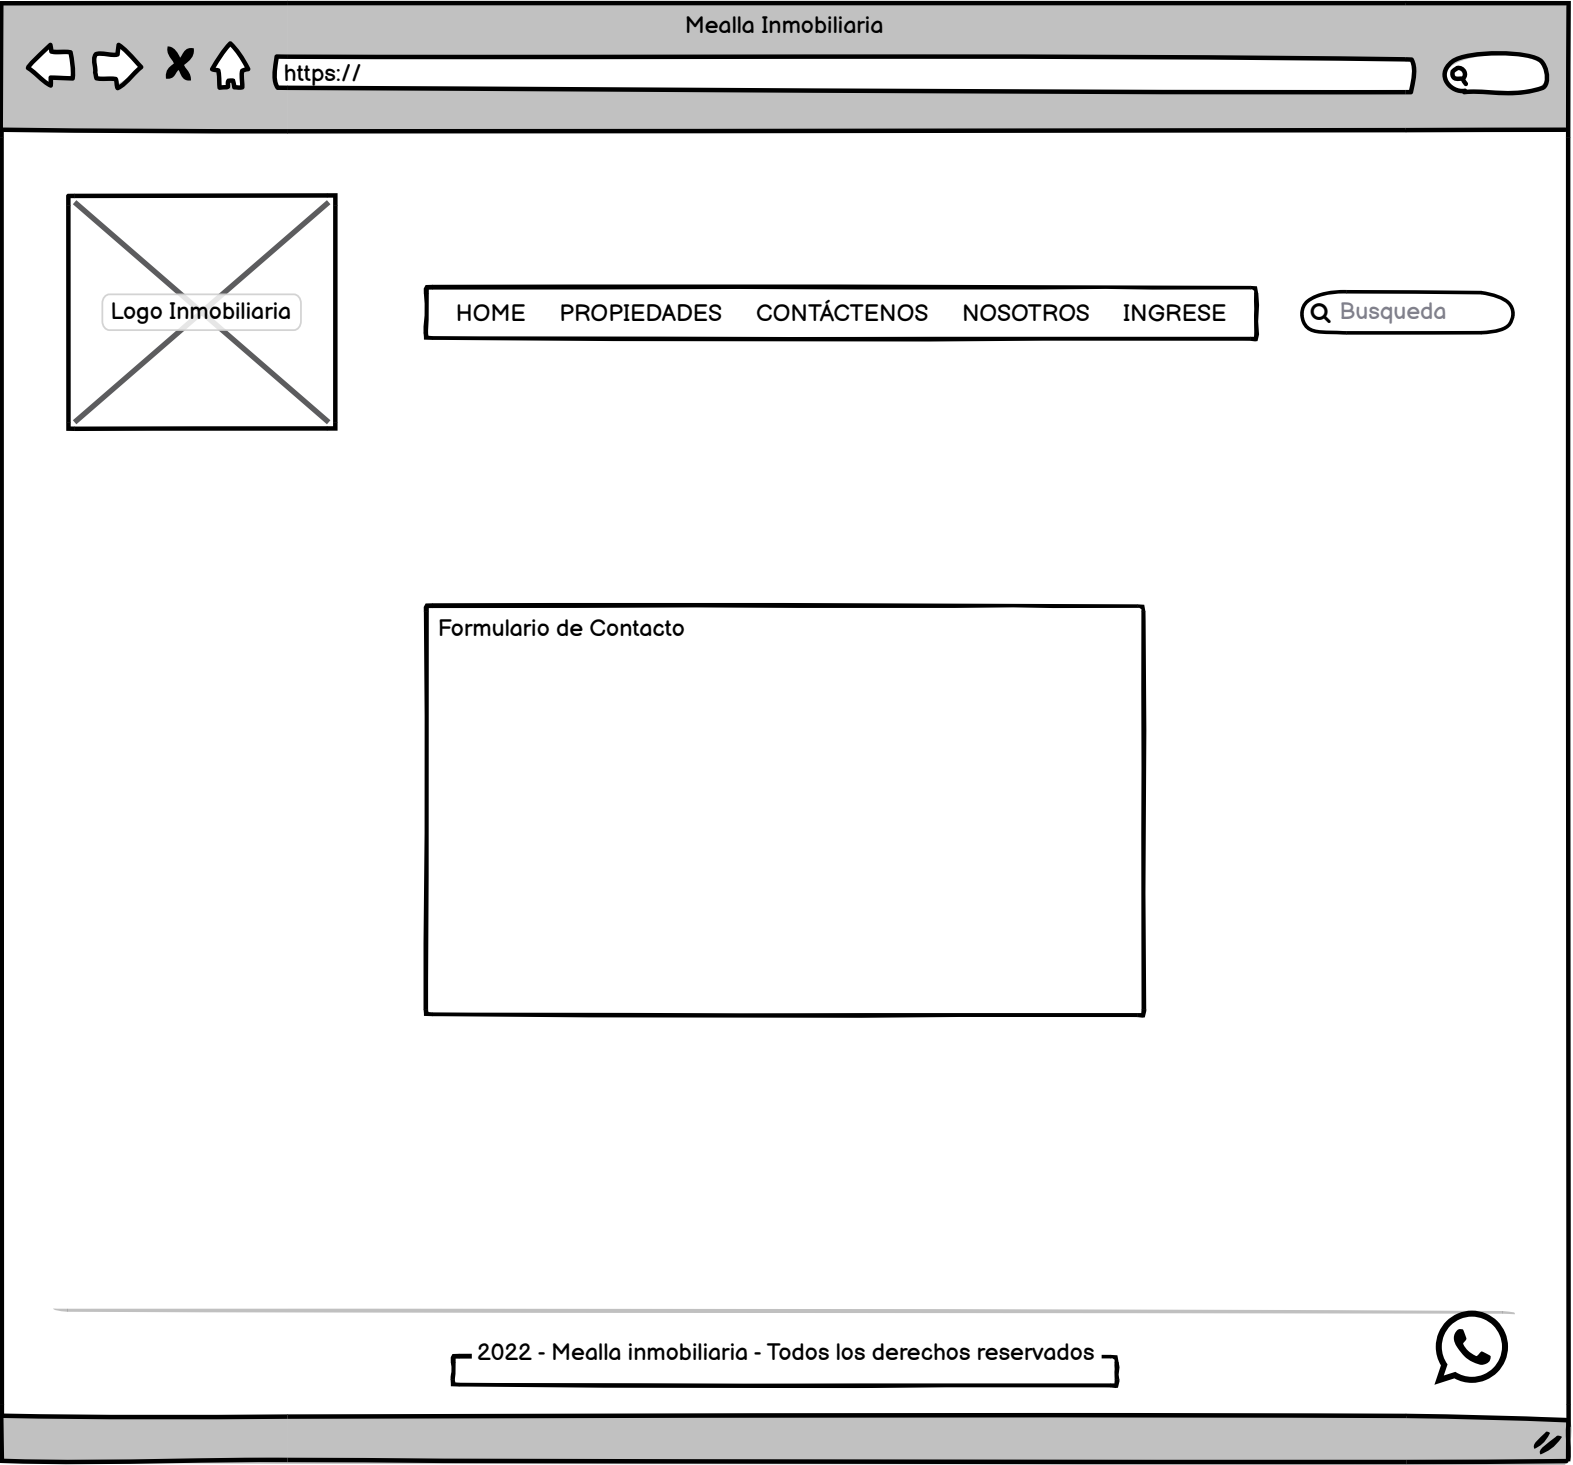 Mealla Inmobiliaria
https://
Logo Inmobiliaria
HOME PROPIEDADES CONTÁCTENOS NOSOTROS INGRESE
Busqueda
Formulario de Contacto
2022 - Mealla inmobiliaria - Todos los derechos reservados